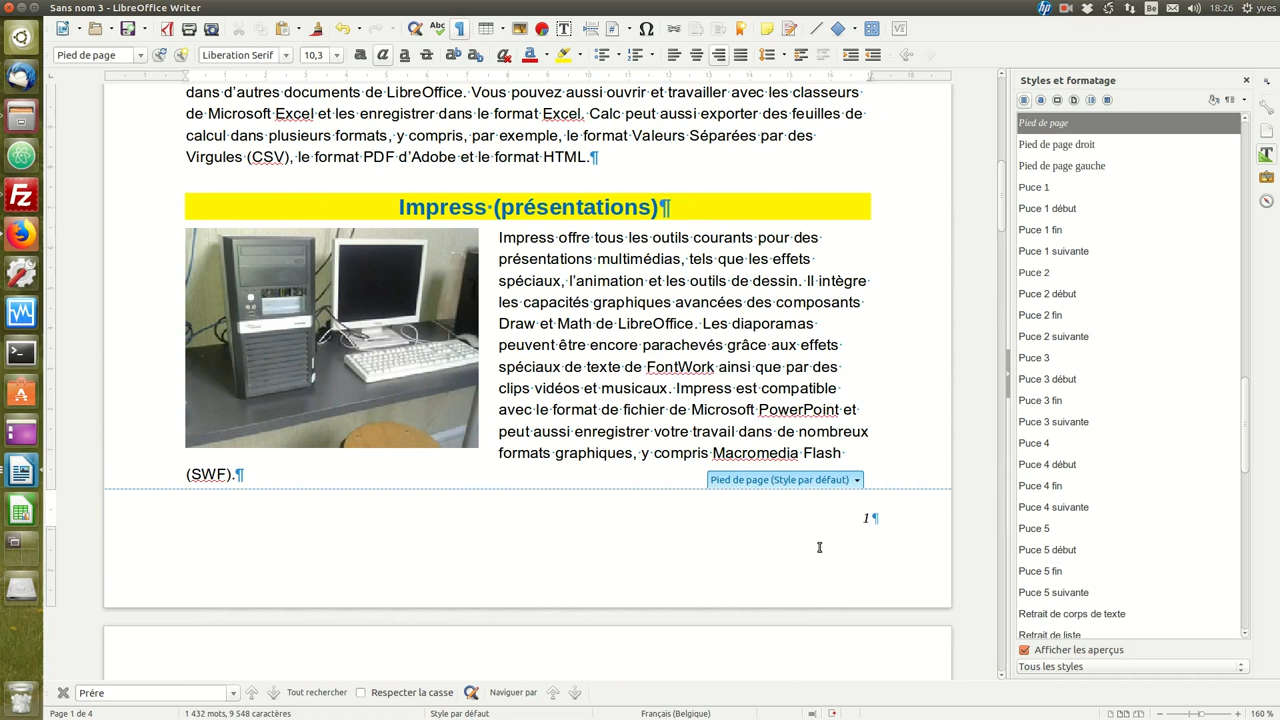 Sans nom 3 - LibreOffice Writer
Be
18:26
yves
Pied de page
Liberation Serif
10,3
Styles et formatage
dans d'autres documents de LibreOffice. Vous pouvez aussi ouvrir et travailler avec les classeurs
de Microsoft Excel et les enregistrer dans le format Excel. Calc peut aussi exporter des feuilles de
calcul dans plusieurs formats, y compris, par exemple, le format Valeurs Séparées par des
Virgules (CSV), le format PDF d'Adobe et le format HTML.¶
Impress (présentations)¶
Impress offre tous les outils courants pour des
présentations multimédias, tels que les effets
spéciaux, l'animation et les outils de dessin. Il intègre
les capacités graphiques avancées des composants
Draw et Math de LibreOffice. Les diaporamas
peuvent être encore parachevés grâce aux effets
spéciaux de texte de FontWork ainsi que par des
clips vidéos et musicaux. Impress est compatible
avec le format de fichier de Microsoft PowerPoint et
peut aussi enregistrer votre travail dans de nombreux
formats graphiques, y compris Macromedia Flash
(SWF).¶
Pied de page (Style par défaut)
1¶
Pied de page
Pied de page droit
Pied de page gauche
Puce 1
Puce 1 début
Puce 1 fin
Puce 1 suivante
Puce 2
Puce 2 début
Puce 2 fin
Puce 2 suivante
Puce 3
Puce 3 début
Puce 3 fin
Puce 3 suivante
Puce 4
Puce 4 début
Puce 4 fin
Puce 4 suivante
Puce 5
Puce 5 début
Puce 5 fin
Puce 5 suivante
Retrait de corps de texte
Retrait de liste
Afficher les aperçus
Tous les styles
Prére
Tout rechercher
Respecter la casse
Naviguer par
Page 1 de 4
1 432 mots, 9 548 caractères
Style par défaut
Français (Belgique)
160 %